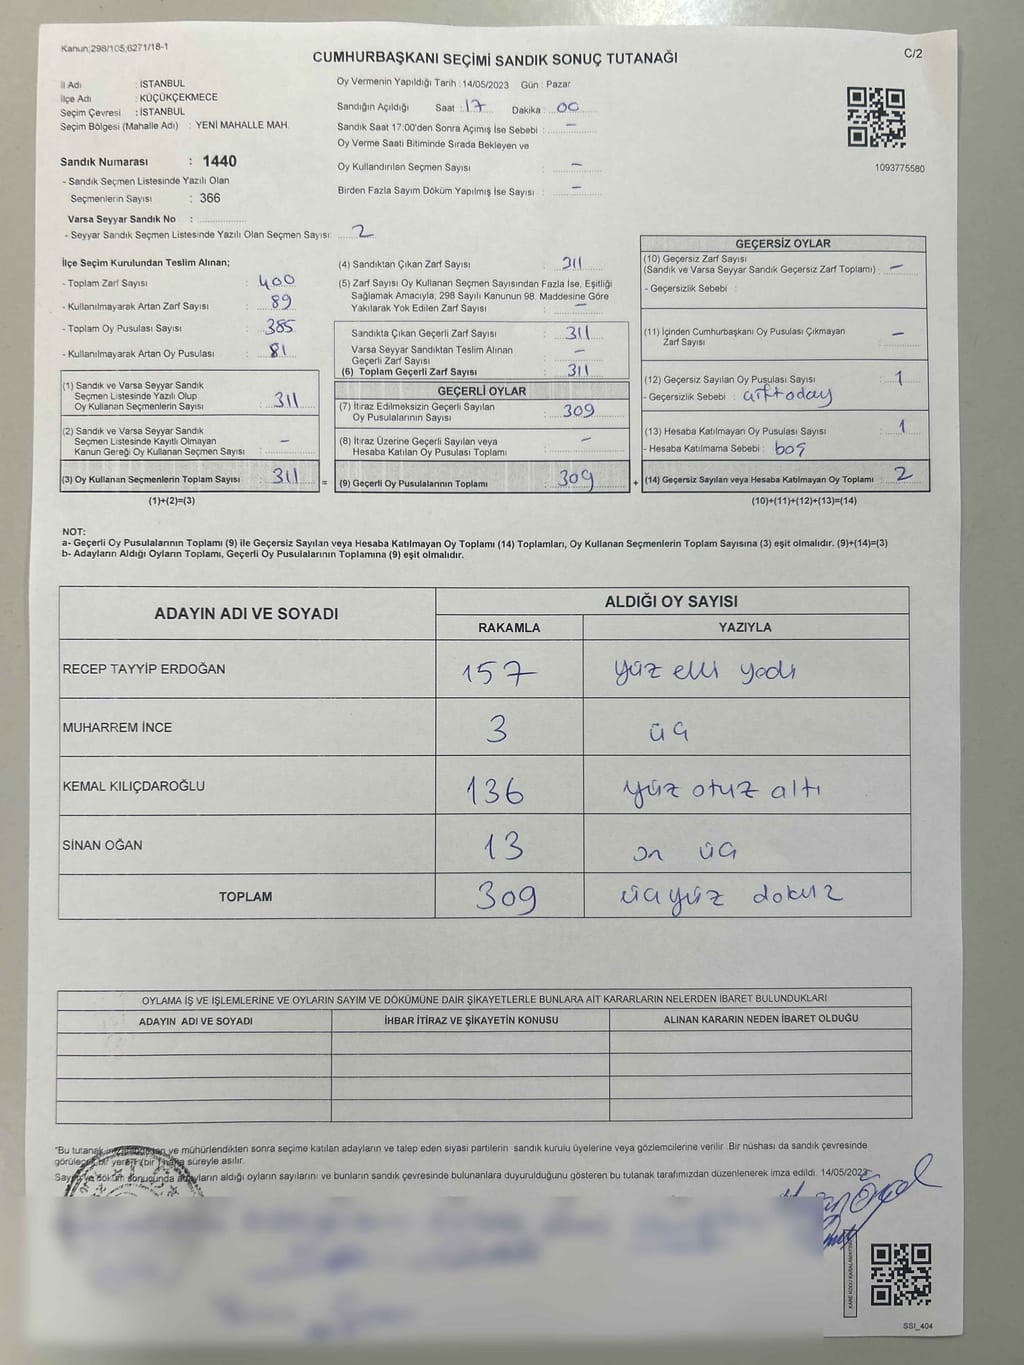 Kanun:298/105;6271/18-1
C/2
CUMHURBAŞKANI SEÇİMİ SANDIK SONUÇ TUTANAĞI
İl Adı : İSTANBUL
İlçe Adı : KÜÇÜKÇEKMECE
Seçim Çevresi : İSTANBUL
Seçim Bölgesi (Mahalle Adı) : YENİ MAHALLE MAH.
Sandık Numarası : 1440
- Sandık Seçmen Listesinde Yazılı Olan
Seçmenlerin Sayısı : 366
Varsa Seyyar Sandık No :
- Seyyar Sandık Seçmen Listesinde Yazılı Olan Seçmen Sayısı: 2
Oy Vermenin Yapıldığı Tarih : 14/05/2023 Gün : Pazar
Sandığın Açıldığı Saat : 17 Dakika : 00
Sandık Saat 17:00'den Sonra Açımış İse Sebebi : –
Oy Verme Saati Bitiminde Sırada Bekleyen ve
Oy Kullandırılan Seçmen Sayısı : –
Birden Fazla Sayım Döküm Yapılmış İse Sayısı : –
1093775580
İlçe Seçim Kurulundan Teslim Alınan;
- Toplam Zarf Sayısı : 400
- Kullanılmayarak Artan Zarf Sayısı : 89
- Toplam Oy Pusulası Sayısı : 385
- Kullanılmayarak Artan Oy Pusulası : 81
(1) Sandık ve Varsa Seyyar Sandık
Seçmen Listesinde Yazılı Olup
Oy Kullanan Seçmenlerin Sayısı : 311
(2) Sandık ve Varsa Seyyar Sandık
Seçmen Listesinde Kayıtlı Olmayan
Kanun Gereği Oy Kullanan Seçmen Sayısı : –
(3) Oy Kullanan Seçmenlerin Toplam Sayısı : 311
(1)+(2)=(3)
(4) Sandıktan Çıkan Zarf Sayısı : 311
(5) Zarf Sayısı Oy Kullanan Seçmen Sayısından Fazla İse, Eşitliği
Sağlamak Amacıyla, 298 Sayılı Kanunun 98. Maddesine Göre
Yakılarak Yok Edilen Zarf Sayısı : –
Sandıkta Çıkan Geçerli Zarf Sayısı : 311
Varsa Seyyar Sandıktan Teslim Alınan
Geçerli Zarf Sayısı : –
(6) Toplam Geçerli Zarf Sayısı : 311
GEÇERLİ OYLAR
(7) İtiraz Edilmeksizin Geçerli Sayılan
Oy Pusulalarının Sayısı : 309
(8) İtiraz Üzerine Geçerli Sayılan veya
Hesaba Katılan Oy Pusulası Toplamı : –
= (9) Geçerli Oy Pusulalarının Toplamı : 309 +
GEÇERSİZ OYLAR
(10) Geçersiz Zarf Sayısı
(Sandık ve Varsa Seyyar Sandık Geçersiz Zarf Toplamı) : –
- Geçersizlik Sebebi :
(11) İçinden Cumhurbaşkanı Oy Pusulası Çıkmayan
Zarf Sayısı : –
(12) Geçersiz Sayılan Oy Pusulası Sayısı : 1
- Geçersizlik Sebebi :
(13) Hesaba Katılmayan Oy Pusulası Sayısı : 1
- Hesaba Katılmama Sebebi : boş
(14) Geçersiz Sayılan veya Hesaba Katılmayan Oy Toplamı : 2
(10)+(11)+(12)+(13)=(14)
NOT:
a- Geçerli Oy Pusulalarının Toplamı (9) ile Geçersiz Sayılan veya Hesaba Katılmayan Oy Toplamı (14) Toplamları, Oy Kullanan Seçmenlerin Toplam Sayısına (3) eşit olmalıdır. (9)+(14)=(3)
b- Adayların Aldığı Oyların Toplamı, Geçerli Oy Pusulalarının Toplamına (9) eşit olmalıdır.
ADAYIN ADI VE SOYADI
ALDIĞI OY SAYISI
RAKAMLA YAZIYLA
RECEP TAYYİP ERDOĞAN 157 yüz elli yedi
MUHARREM İNCE 3 üç
KEMAL KILIÇDAROĞLU 136 yüz otuz altı
SİNAN OĞAN 13 on üç
TOPLAM 309 üçyüz dokuz
OYLAMA İŞ VE İŞLEMLERİNE VE OYLARIN SAYIM VE DÖKÜMÜNE DAİR ŞİKAYETLERLE BUNLARA AİT KARARLARIN NELERDEN İBARET BULUNDUKLARI
ADAYIN ADI VE SOYADI İHBAR İTİRAZ VE ŞİKAYETİN KONUSU ALINAN KARARIN NEDEN İBARET OLDUĞU
"Bu tutanak ve mühürlendikten sonra seçime katılan adayların ve talep eden siyasi partilerin sandık kurulu üyelerine veya gözlemcilerine verilir. Bir nüshası da sandık çevresinde
bir yere (bir) hafta süreyle asılır.
Sayım ve döküm sonucunda adayların aldığı oyların sayılarını ve bunların sandık çevresinde bulunanlara duyurulduğunu gösteren bu tutanak tarafımızdan düzenlenerek imza edildi. 14/05/2023
SSI_404